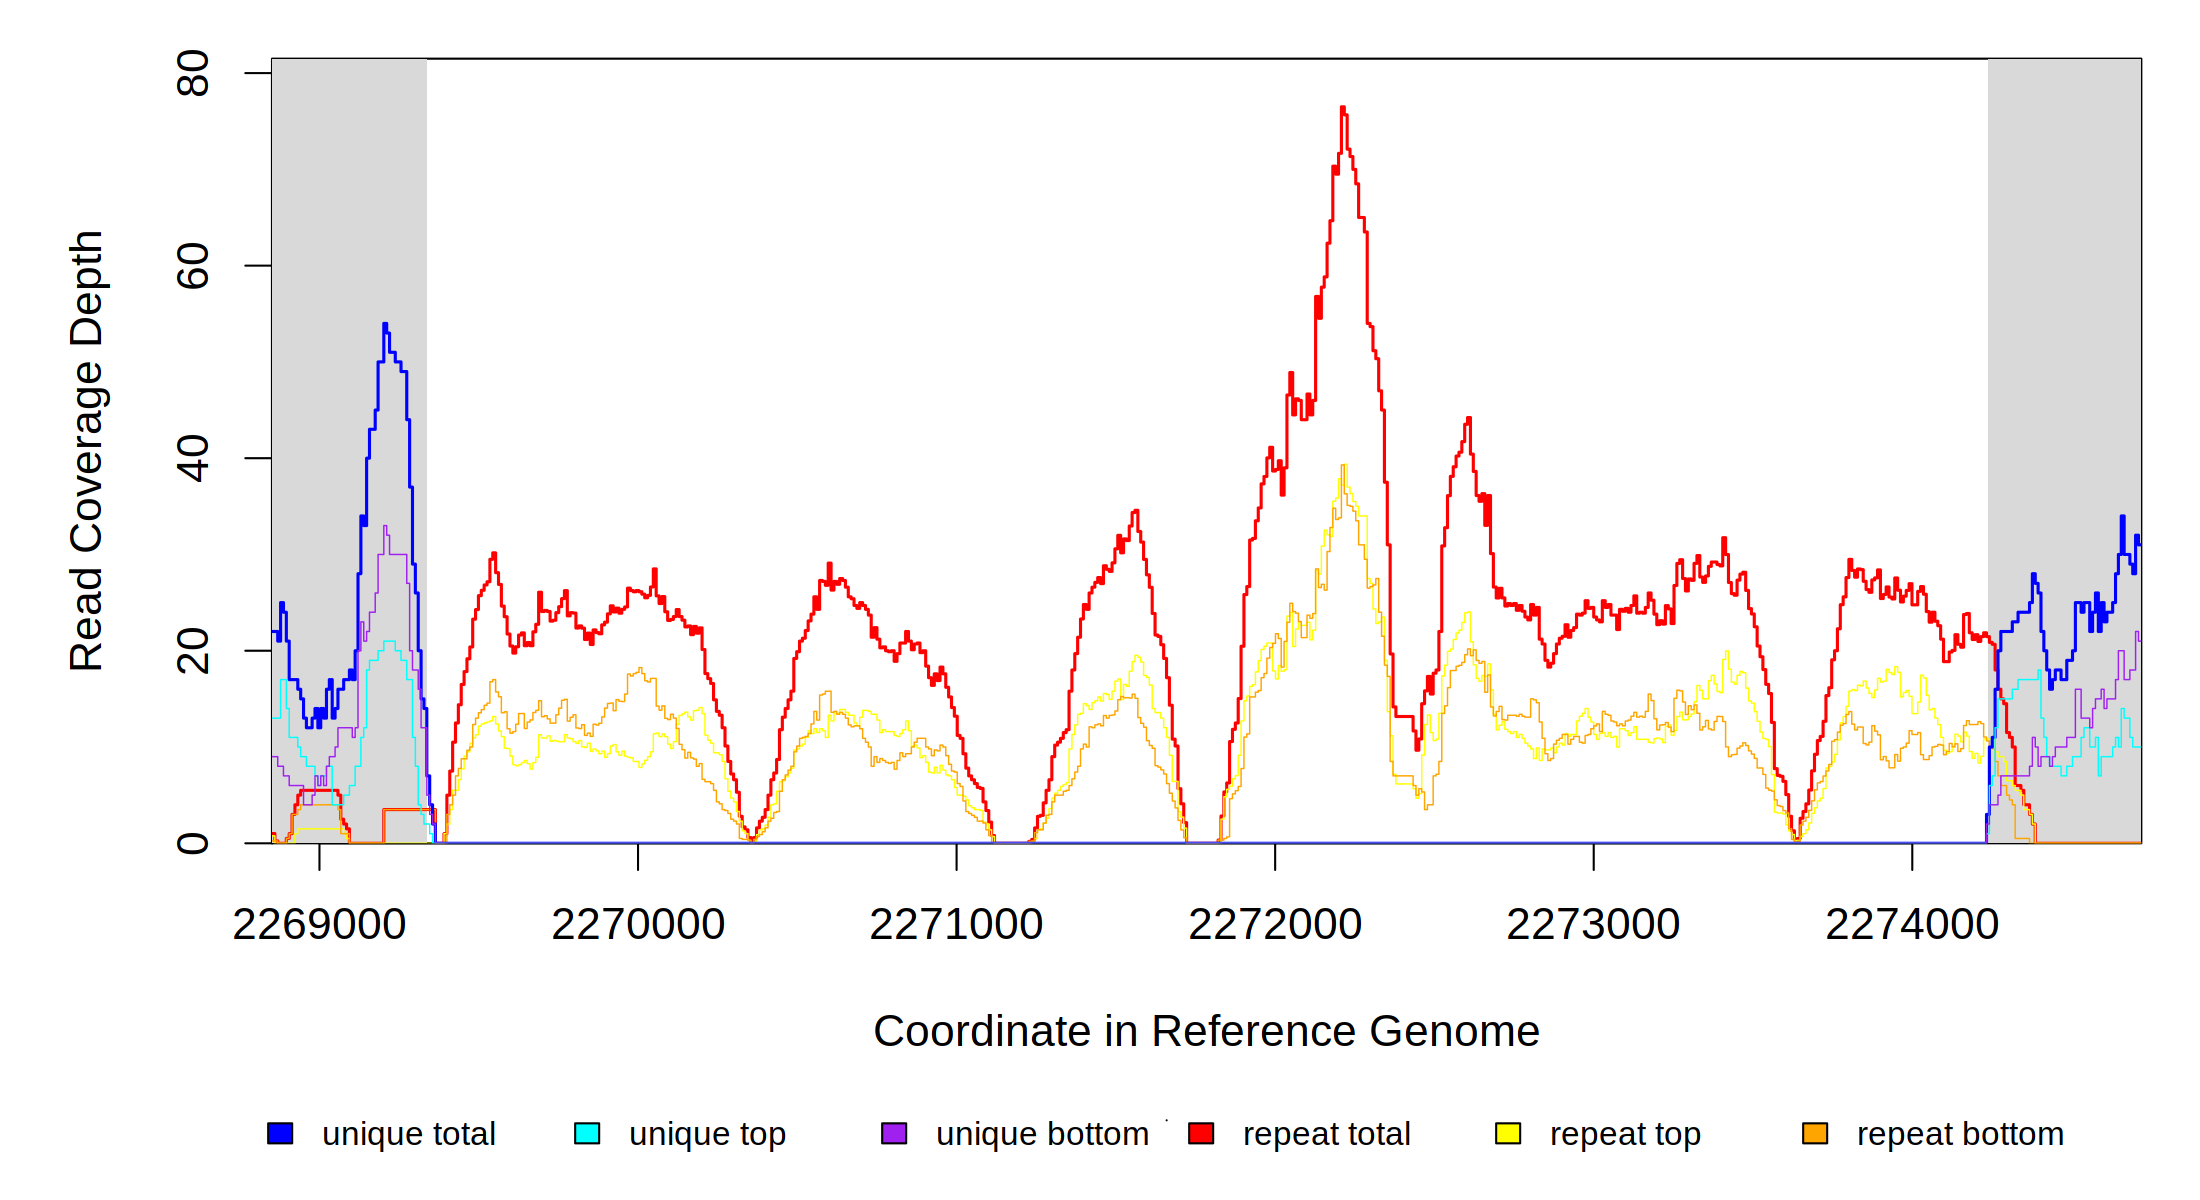 80
60
40
20
0
Read Coverage Depth
2269000 2270000 2271000 2272000 2273000 2274000
Coordinate in Reference Genome
unique total unique top unique bottom repeat total repeat top repeat bottom